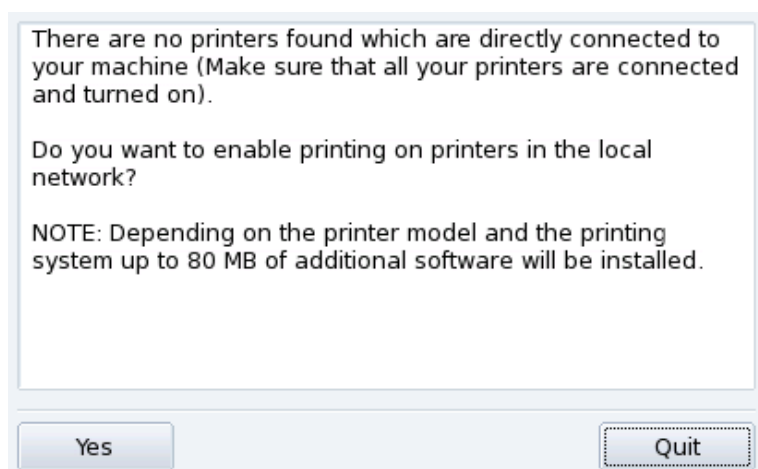 There are no printers found which are directly connected to
your machine (Make sure that all your printers are connected
and turned on).
Do you want to enable printing on printers in the local
network?
NOTE: Depending on the printer model and the printing
system up to 80 MB of additional software will be installed.
Yes
Quit